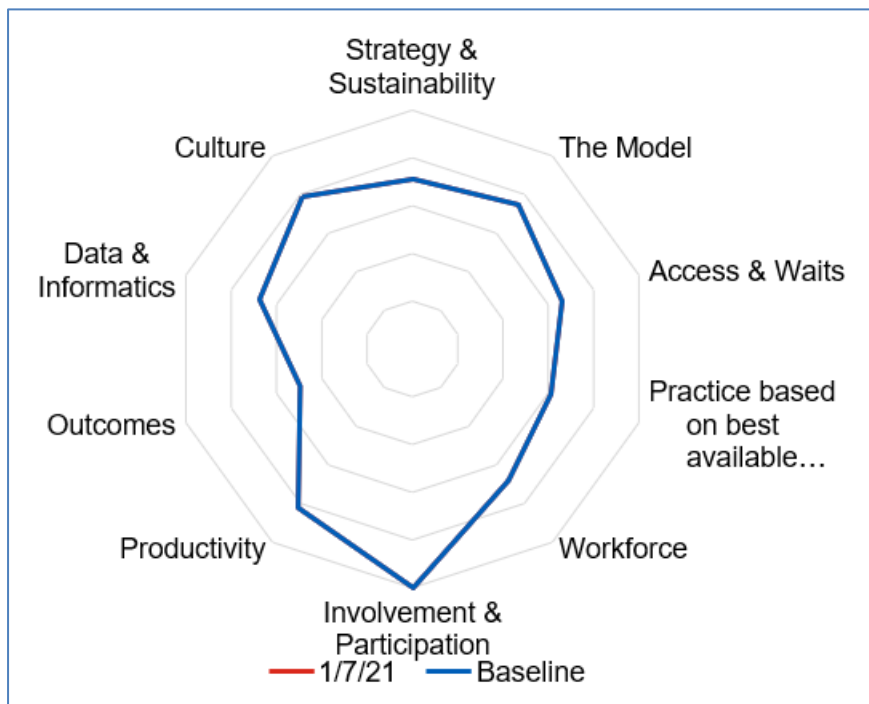 Strategy &
Sustainability
Culture
The Model
Data &
Informatics
Access & Waits
Practice based
on best
available…
Outcomes
Productivity
Workforce
Involvement &
Participation
1/7/21
Baseline